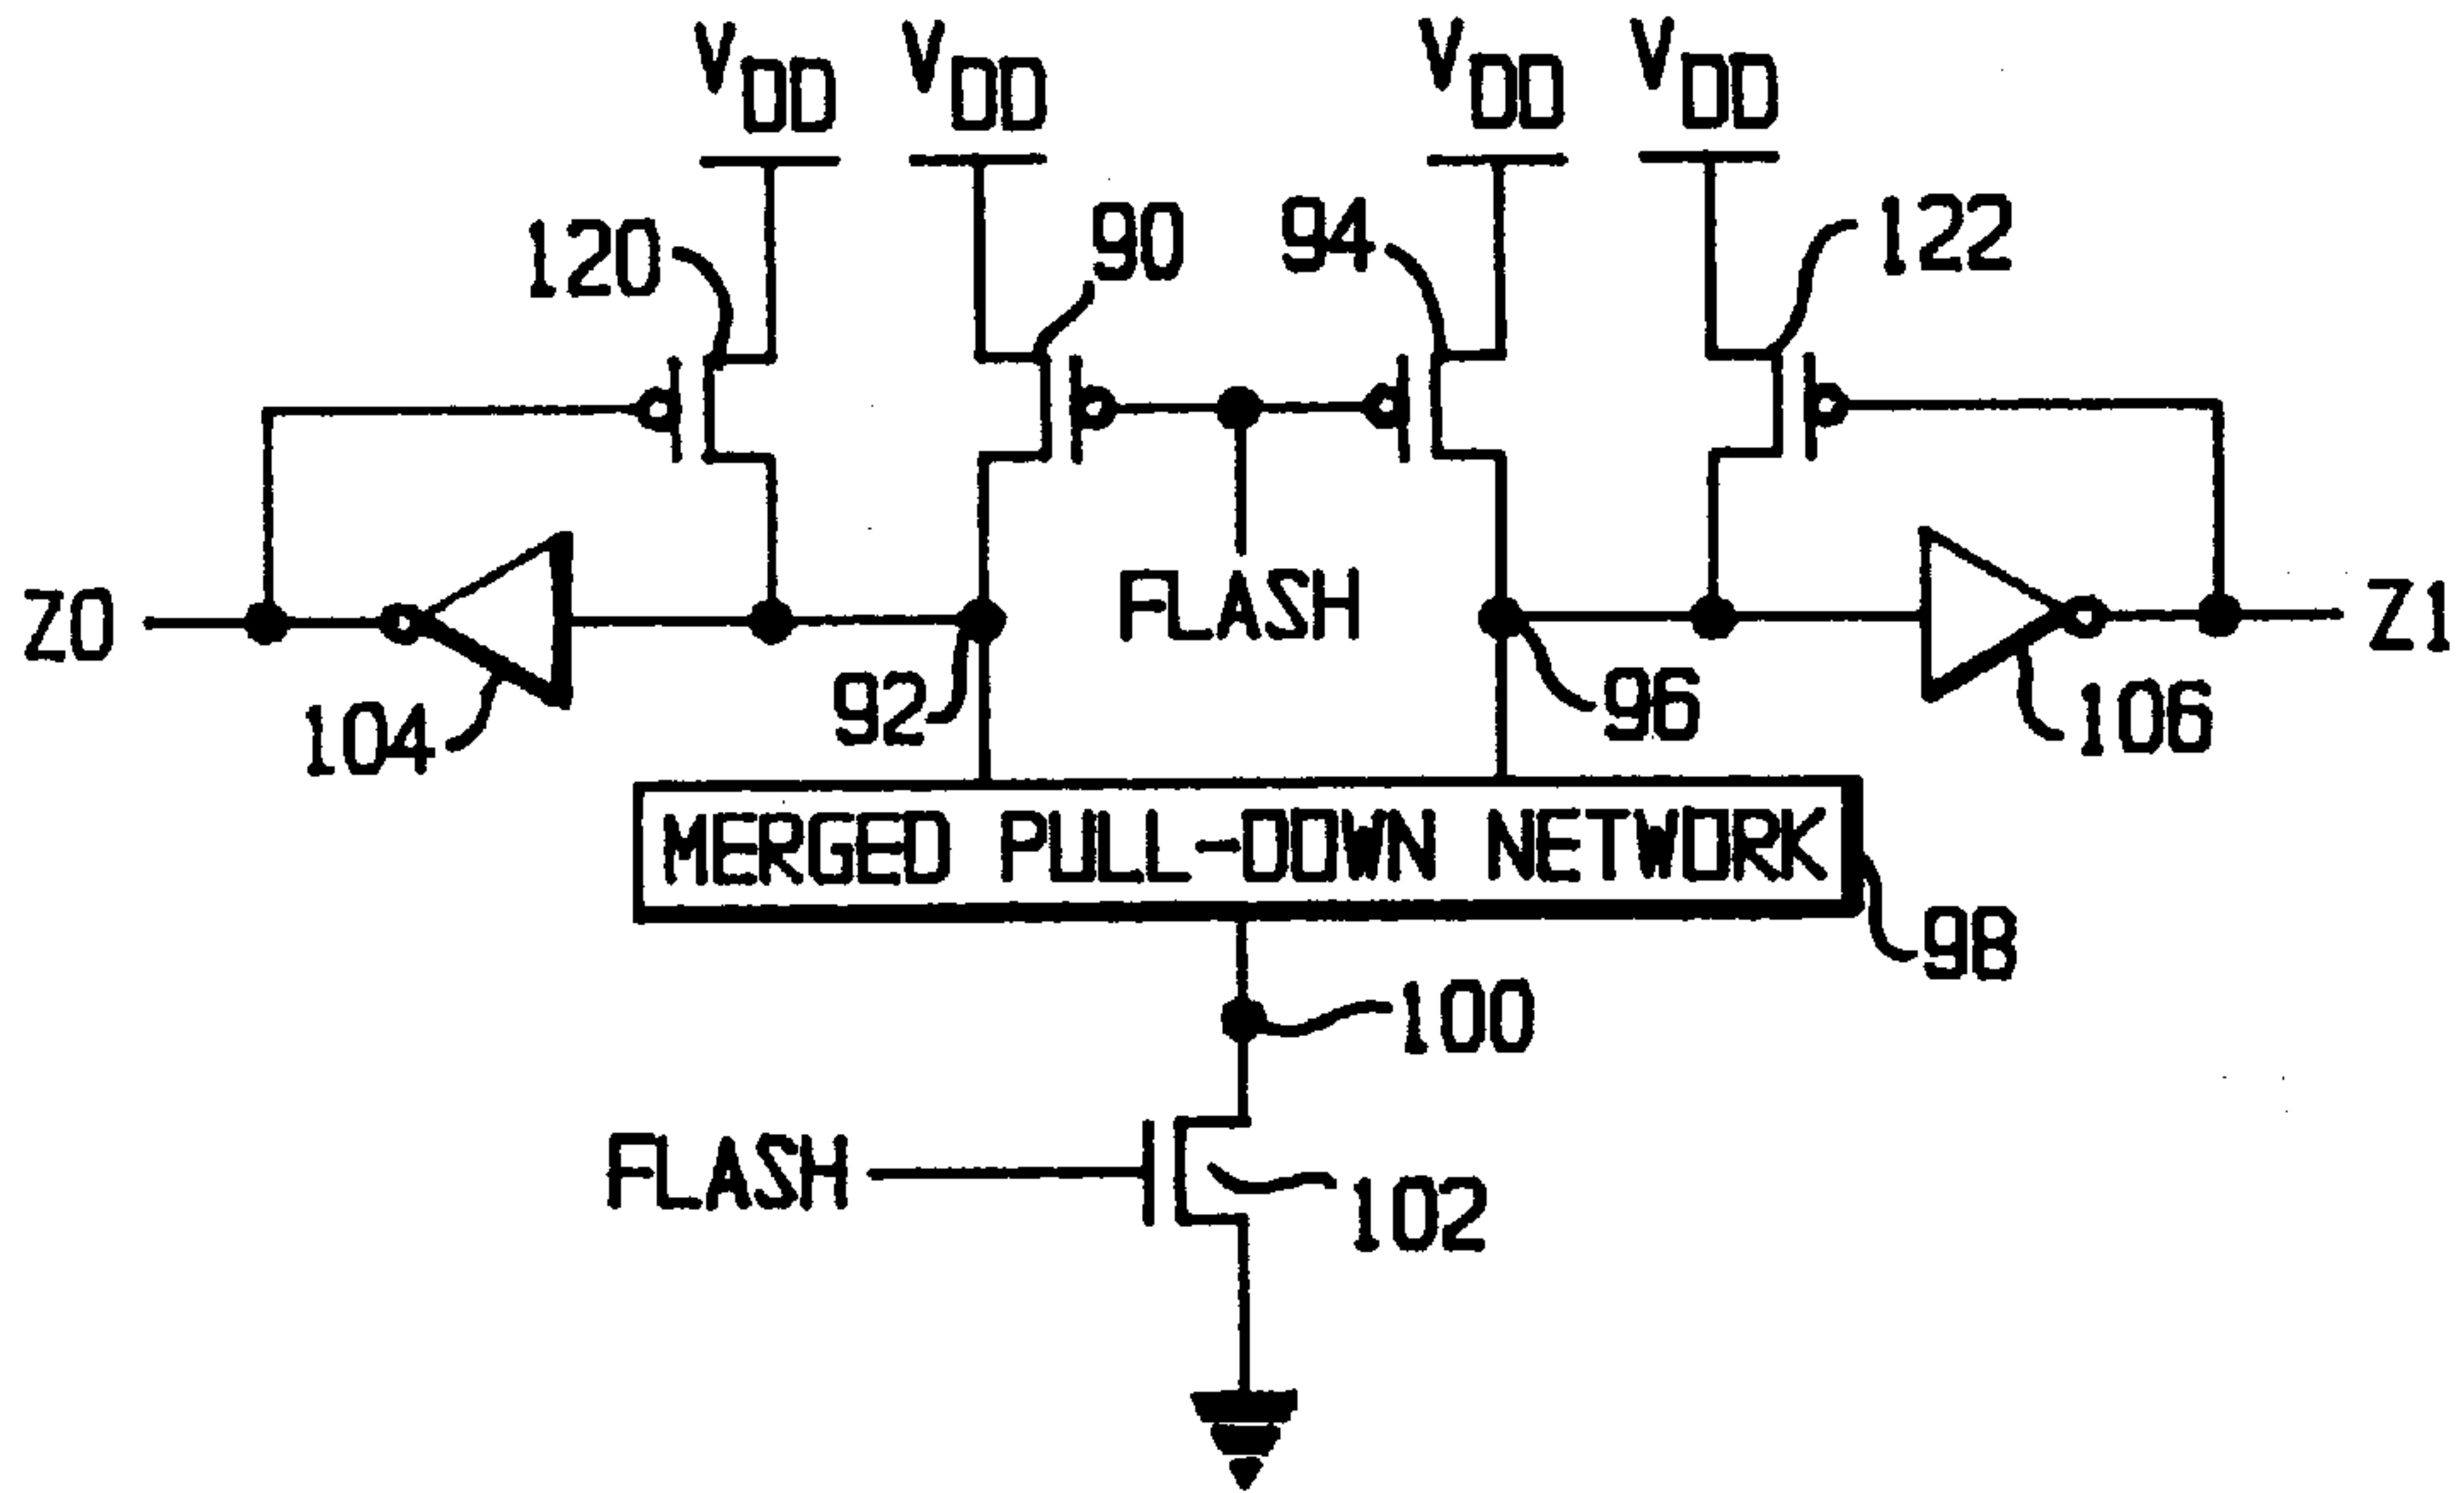 VDD VDD VDD VDD
120 90 94 122
Z0 FLASH Z1
104 92 96 106
MERGED PULL-DOWN NETWORK
98
100
FLASH
102